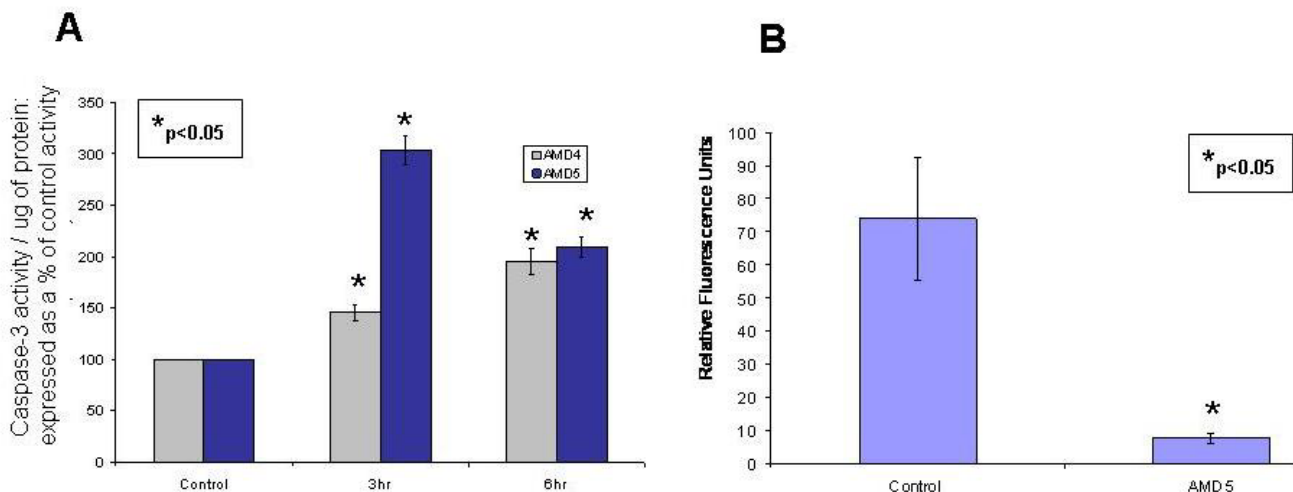 A
Caspase-3 activity / ug of protein:
expressed as a % of control activity
350
300
250
200
150
100
50
0
* p<0.05
*
*
*
*
AMD4
AMD5
Control
3hr
6hr
B
Relative Fluorescence Units
100
90
80
70
60
50
40
30
20
10
0
* p<0.05
*
Control
AMD5